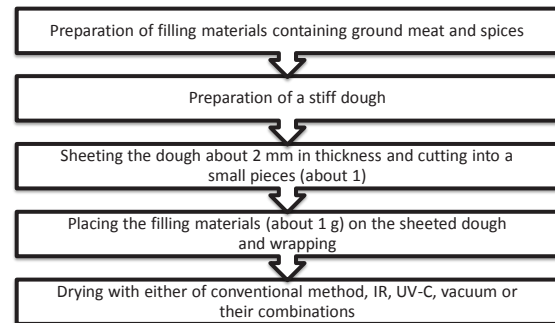 Preparation of filling materials containing ground meat and spices
Preparation of a stiff dough
Sheeting the dough about 2 mm in thickness and cutting into a
small pieces (about 1)
Placing the filling materials (about 1 g) on the sheeted dough
and wrapping
Drying with either of conventional method, IR, UV-C, vacuum or
their combinations